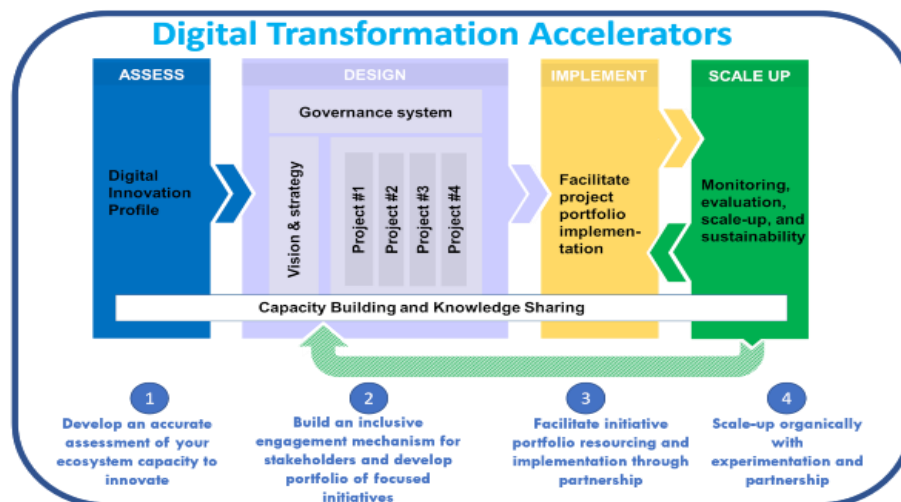 Digital Transformation Accelerators
ASSESS
DESIGN
IMPLEMENT
SCALE UP
Governance system
Digital
Innovation
Profile
Vision & strategy
Project #1
Project #2
Project #3
Project #4
Facilitate
project
portfolio
implemen-
tation
Monitoring,
evaluation,
scale-up, and
sustainability
Capacity Building and Knowledge Sharing
1
Develop an accurate
assessment of your
ecosystem capacity to
innovate
2
Build an inclusive
engagement mechanism for
stakeholders and develop
portfolio of focused
initiatives
3
Facilitate initiative
portfolio resourcing and
implementation through
partnership
4
Scale-up organically
with
experimentation and
partnership